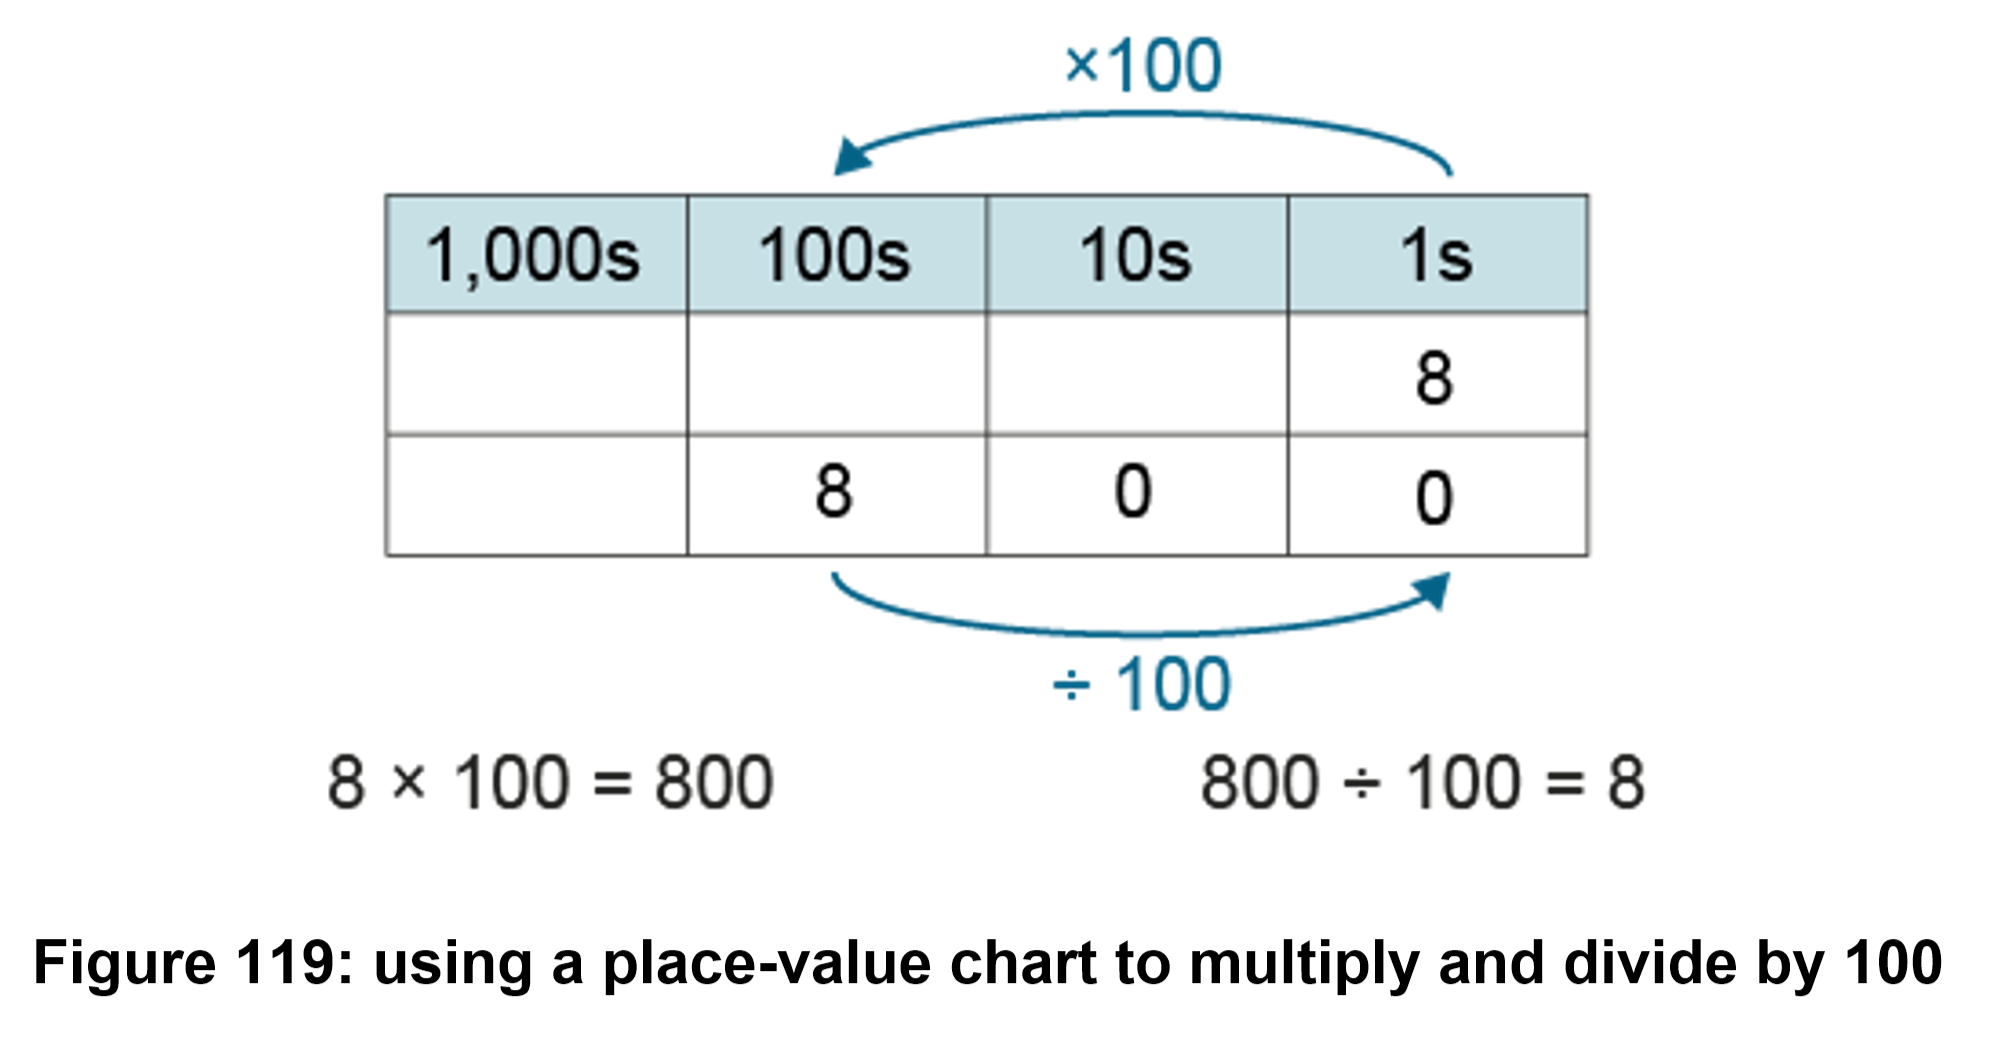 ×100
1,000s 100s 10s 1s
8
8 0 0
÷ 100
8 × 100 = 800 800 ÷ 100 = 8
Figure 119: using a place-value chart to multiply and divide by 100